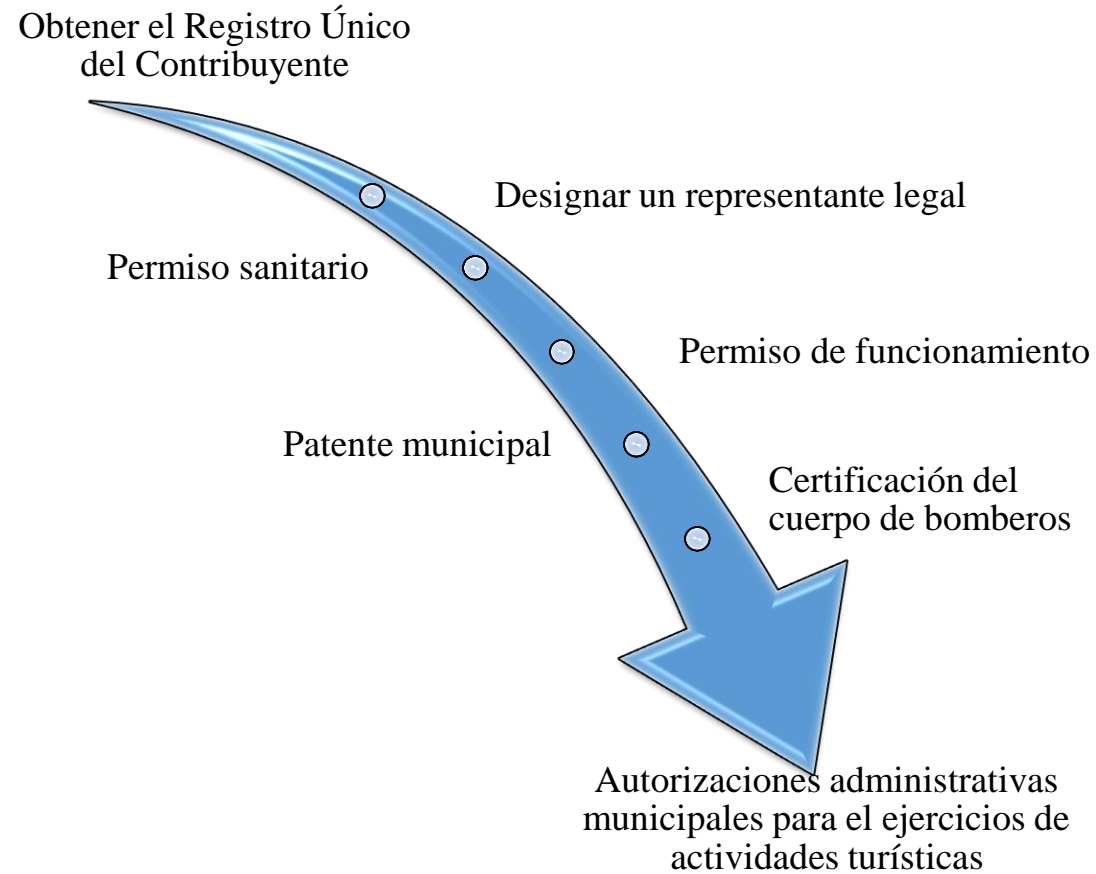 Obtener el Registro Único
del Contribuyente
Designar un representante legal
Permiso sanitario
Permiso de funcionamiento
Patente municipal
Certificación del
cuerpo de bomberos
Autorizaciones administrativas
municipales para el ejercicios de
actividades turísticas